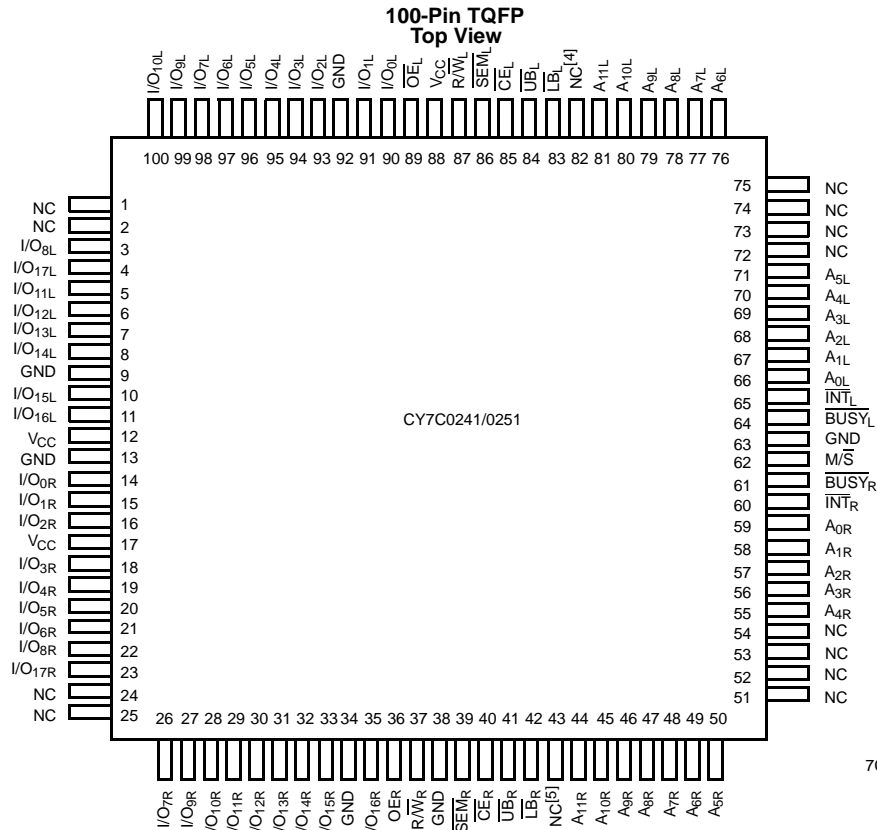 100-Pin TQFP
Top View
I/O10L
I/O9L
I/O7L
I/O6L
I/O5L
I/O4L
I/O3L
I/O2L
GND
I/O1L
I/O0L
OEL
VCC
R/WL
SEML
CEL
UBL
LBL
NC[4]
A11L
A10L
A9L
A8L
A7L
A6L
100 99 98 97 96 95 94 93 92 91 90 89 88 87 86 85 84 83 82 81 80 79 78 77 76
NC 1
NC 2
I/O8L 3
I/O17L 4
I/O11L 5
I/O12L 6
I/O13L 7
I/O14L 8
GND 9
I/O15L 10
I/O16L 11
VCC 12
GND 13
I/O0R 14
I/O1R 15
I/O2R 16
VCC 17
I/O3R 18
I/O4R 19
I/O5R 20
I/O6R 21
I/O8R 22
I/O17R 23
NC 24
NC 25
CY7C0241/0251
75 NC
74 NC
73 NC
72 NC
71 A5L
70 A4L
69 A3L
68 A2L
67 A1L
66 A0L
65 INTL
64 BUSYL
63 GND
62 M/S
61 BUSYR
60 INTR
59 A0R
58 A1R
57 A2R
56 A3R
55 A4R
54 NC
53 NC
52 NC
51 NC
26 27 28 29 30 31 32 33 34 35 36 37 38 39 40 41 42 43 44 45 46 47 48 49 50
I/O7R
I/O9R
I/O10R
I/O11R
I/O12R
I/O13R
I/O14R
I/O15R
GND
I/O16R
OER
R/WR
GND
SEMR
CER
UBR
LBR
NC[5]
A11R
A10R
A9R
A8R
A7R
A6R
A5R